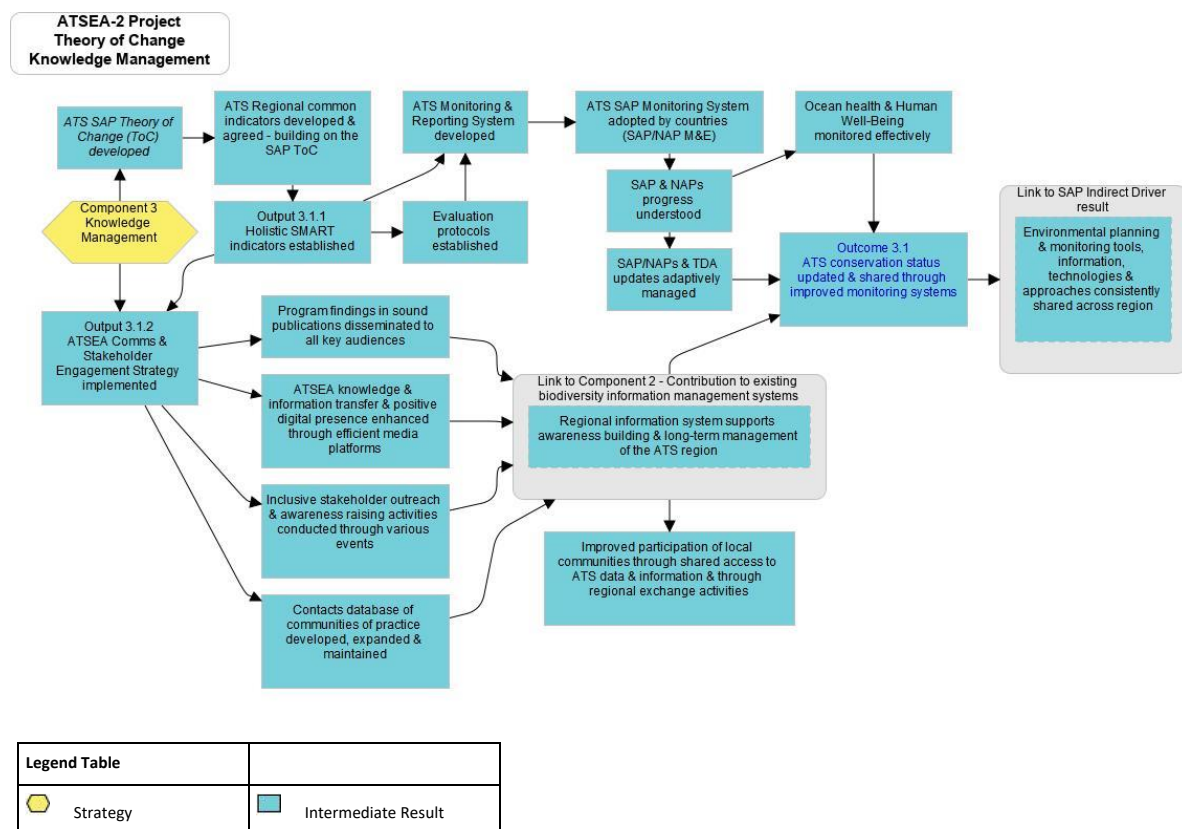 ATSEA-2 Project
Theory of Change
Knowledge Management
ATS SAP Theory of
Change (ToC)
developed
ATS Regional common
indicators developed &
agreed - building on the
SAP ToC
ATS Monitoring &
Reporting System
developed
ATS SAP Monitoring System
adopted by countries
(SAP/NAP M&E)
Ocean health & Human
Well-Being
monitored effectively
Component 3
Knowledge
Management
Output 3.1.1
Holistic SMART
indicators established
Evaluation
protocols
established
SAP & NAPs
progress
understood
SAP/NAPs & TDA
updates adaptively
managed
Outcome 3.1
ATS conservation status
updated & shared through
improved monitoring systems
Link to SAP Indirect Driver
result
Environmental planning
& monitoring tools,
information,
technologies &
approaches consistently
shared across region
Output 3.1.2
ATSEA Comms &
Stakeholder
Engagement Strategy
implemented
Program findings in sound
publications disseminated to
all key audiences
ATSEA knowledge &
information transfer & positive
digital presence enhanced
through efficient media
platforms
Inclusive stakeholder outreach
& awareness raising activities
conducted through various
events
Contacts database of
communities of practice
developed, expanded &
maintained
Link to Component 2 - Contribution to existing
biodiversity information management systems
Regional information system supports
awareness building & long-term management
of the ATS region
Improved participation of local
communities through shared access to
ATS data & information & through
regional exchange activities
Legend Table
Strategy
Intermediate Result